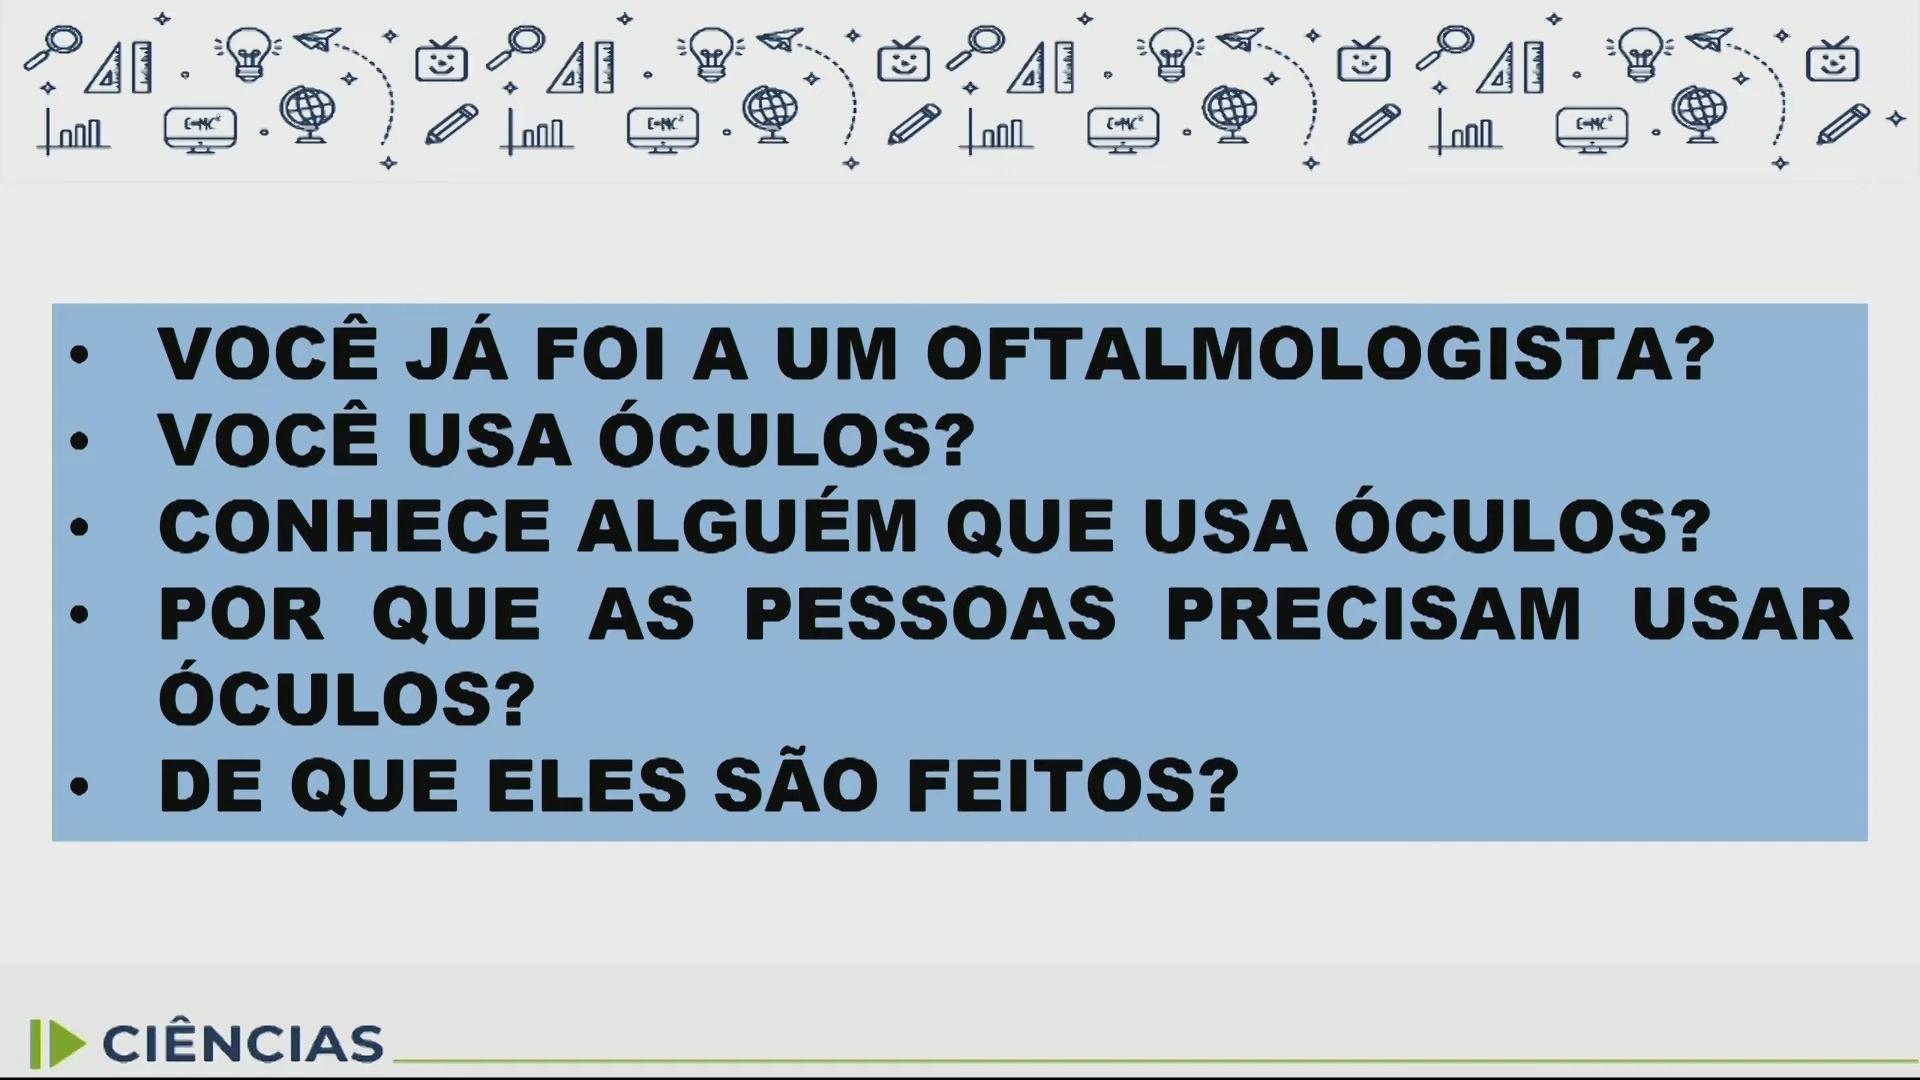 • VOCÊ JÁ FOI A UM OFTALMOLOGISTA?
• VOCÊ USA ÓCULOS?
• CONHECE ALGUÉM QUE USA ÓCULOS?
• POR QUE AS PESSOAS PRECISAM USAR
ÓCULOS?
• DE QUE ELES SÃO FEITOS?
CIÊNCIAS